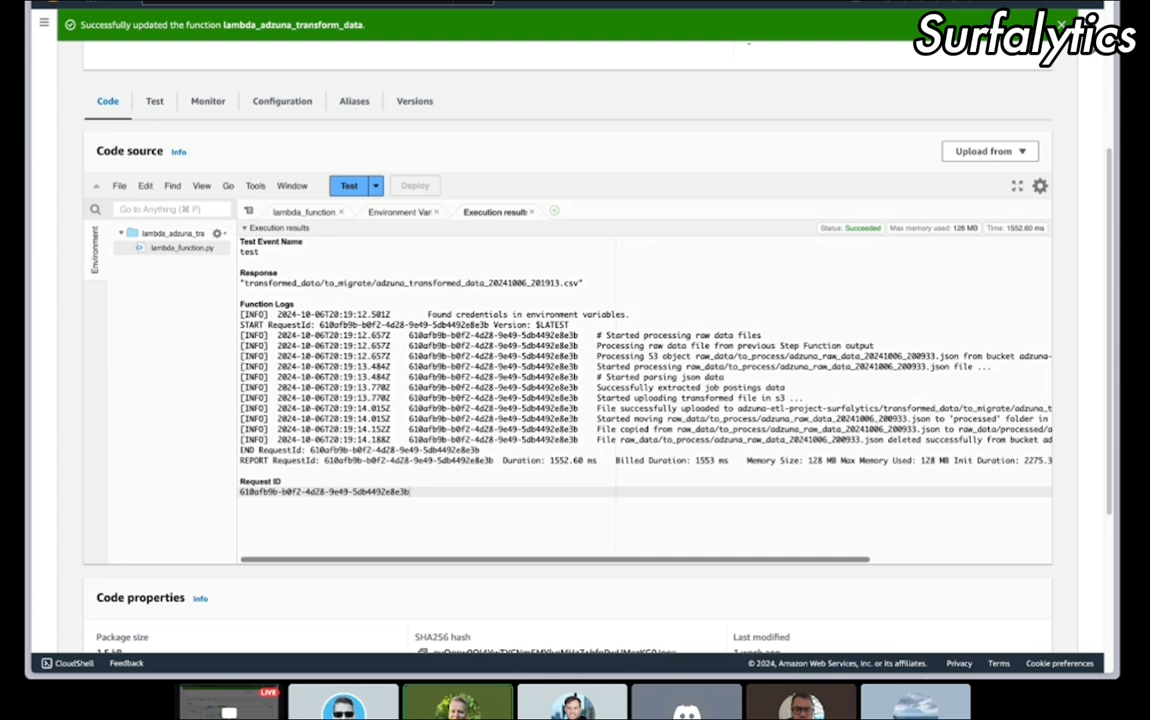 Successfully updated the function lambda_adzuna_transform_data.
Surfalytics
Code Test Monitor Configuration Aliases Versions
Code source Info
Upload from
File Edit Find View Go Tools Window Test Deploy
Go to Anything (⌘ P)
lambda_function Environment Var Execution result
Environment
lambda_adzuna_tra
lambda_function.py
Execution results
Status: Succeeded Max memory used: 128 MB Time: 1552.60 ms
Test Event Name
test
Response
"transformed_data/to_migrate/adzuna_transformed_data_20241006_201913.csv"
Function Logs
[INFO] 2024-10-06T20:19:12.501Z Found credentials in environment variables.
START RequestId: 610afb9b-b0f2-4d28-9e49-5db4492e8e3b Version: $LATEST
[INFO] 2024-10-06T20:19:12.657Z 610afb9b-b0f2-4d28-9e49-5db4492e8e3b # Started processing raw data files
[INFO] 2024-10-06T20:19:12.657Z 610afb9b-b0f2-4d28-9e49-5db4492e8e3b Processing raw data file from previous Step Function output
[INFO] 2024-10-06T20:19:12.657Z 610afb9b-b0f2-4d28-9e49-5db4492e8e3b Processing S3 object raw_data/to_process/adzuna_raw_data_20241006_200933.json from bucket adzuna-
[INFO] 2024-10-06T20:19:13.484Z 610afb9b-b0f2-4d28-9e49-5db4492e8e3b Started processing raw_data/to_process/adzuna_raw_data_20241006_200933.json file ...
[INFO] 2024-10-06T20:19:13.484Z 610afb9b-b0f2-4d28-9e49-5db4492e8e3b # Started parsing json data
[INFO] 2024-10-06T20:19:13.770Z 610afb9b-b0f2-4d28-9e49-5db4492e8e3b Successfully extracted job postings data
[INFO] 2024-10-06T20:19:13.770Z 610afb9b-b0f2-4d28-9e49-5db4492e8e3b Started uploading transformed file in s3 ...
[INFO] 2024-10-06T20:19:14.015Z 610afb9b-b0f2-4d28-9e49-5db4492e8e3b File successfully uploaded to adzuna-etl-project-surfalytics/transformed_data/to_migrate/adzuna_t
[INFO] 2024-10-06T20:19:14.015Z 610afb9b-b0f2-4d28-9e49-5db4492e8e3b Started moving raw_data/to_process/adzuna_raw_data_20241006_200933.json to 'processed' folder in
[INFO] 2024-10-06T20:19:14.152Z 610afb9b-b0f2-4d28-9e49-5db4492e8e3b File copied from raw_data/to_process/adzuna_raw_data_20241006_200933.json to raw_data/processed/a
[INFO] 2024-10-06T20:19:14.188Z 610afb9b-b0f2-4d28-9e49-5db4492e8e3b File raw_data/to_process/adzuna_raw_data_20241006_200933.json deleted successfully from bucket ad
END RequestId: 610afb9b-b0f2-4d28-9e49-5db4492e8e3b
REPORT RequestId: 610afb9b-b0f2-4d28-9e49-5db4492e8e3b Duration: 1552.60 ms Billed Duration: 1553 ms Memory Size: 128 MB Max Memory Used: 128 MB Init Duration: 2275.3
Request ID
610afb9b-b0f2-4d28-9e49-5db4492e8e3b
Code properties Info
Package size SHA256 hash Last modified
CloudShell Feedback © 2024, Amazon Web Services, Inc. or its affiliates. Privacy Terms Cookie preferences
LIVE